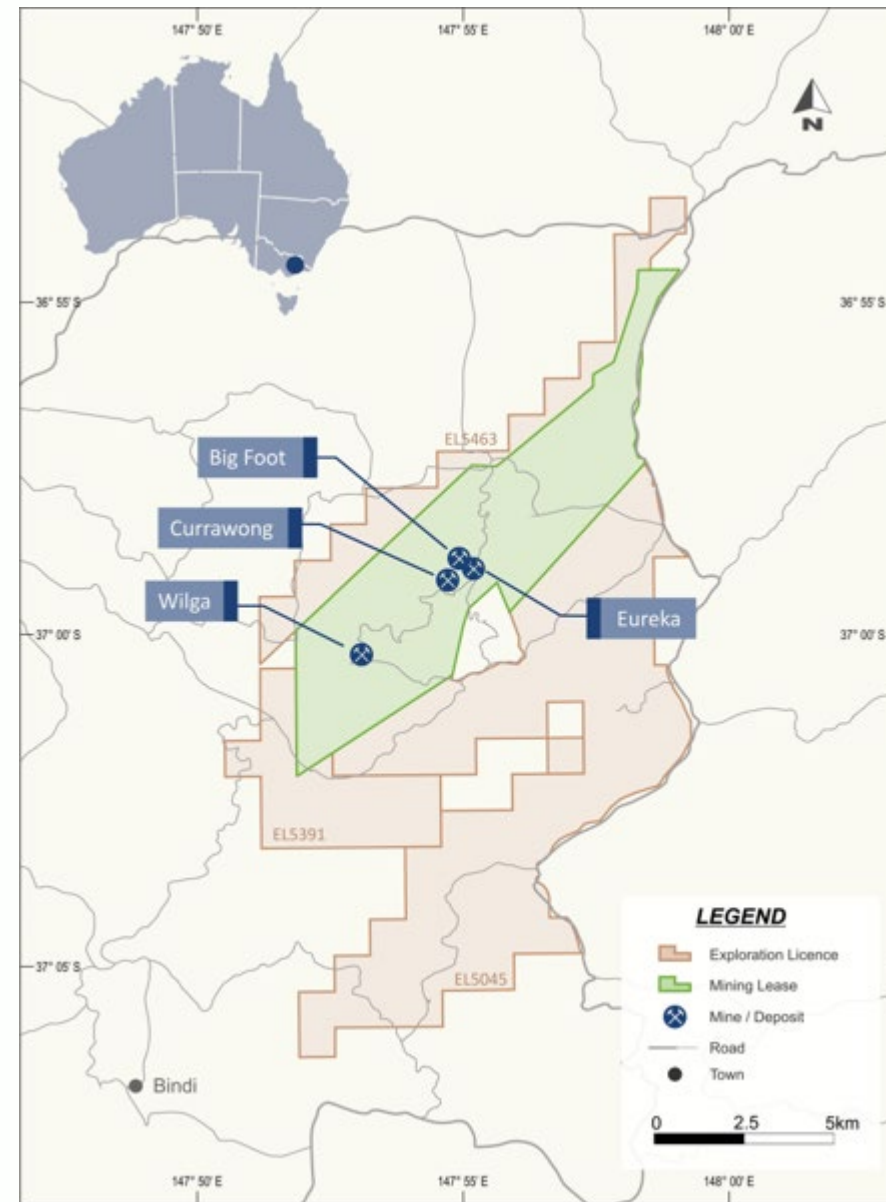 147° 50' E
147° 55' E
148° 00' E
N
36° 55' S
36° 55' S
EL5463
Big Foot
Currawong
Wilga
Eureka
37° 00' S
37° 00' S
EL5391
LEGEND
Exploration Licence
Mining Lease
Mine / Deposit
Road
Town
0 2.5 5km
37° 05' S
EL5045
Bindi
147° 50' E
147° 55' E
148° 00' E